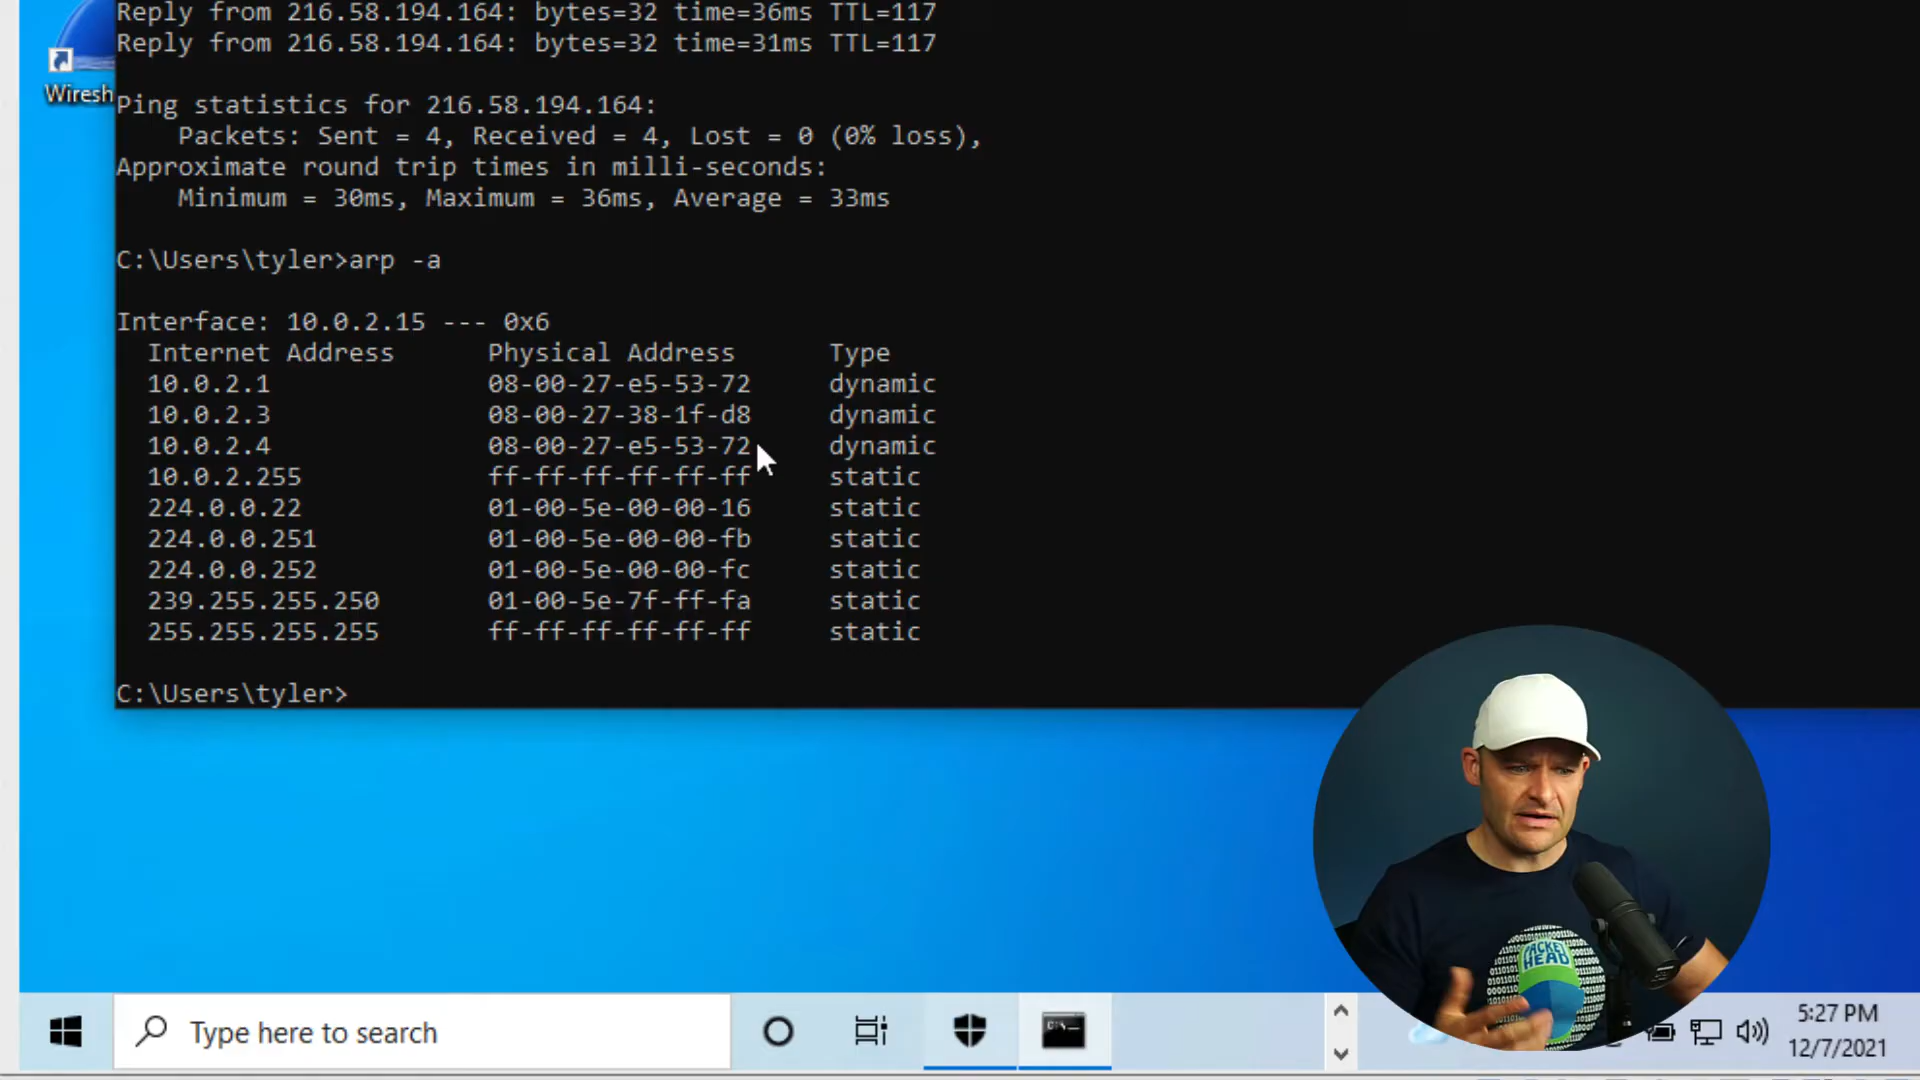 Reply from 216.58.194.164: bytes=32 time=36ms TTL=117
Reply from 216.58.194.164: bytes=32 time=31ms TTL=117
Wiresh
Ping statistics for 216.58.194.164:
Packets: Sent = 4, Received = 4, Lost = 0 (0% loss),
Approximate round trip times in milli-seconds:
Minimum = 30ms, Maximum = 36ms, Average = 33ms
C:\Users\tyler>arp -a
Interface: 10.0.2.15 --- 0x6
Internet Address Physical Address Type
10.0.2.1 08-00-27-e5-53-72 dynamic
10.0.2.3 08-00-27-38-1f-d8 dynamic
10.0.2.4 08-00-27-e5-53-72 dynamic
10.0.2.255 ff-ff-ff-ff-ff-ff static
224.0.0.22 01-00-5e-00-00-16 static
224.0.0.251 01-00-5e-00-00-fb static
224.0.0.252 01-00-5e-00-00-fc static
239.255.255.250 01-00-5e-7f-ff-fa static
255.255.255.255 ff-ff-ff-ff-ff-ff static
C:\Users\tyler>
PACKET
HEAD
Type here to search
5:27 PM
12/7/2021